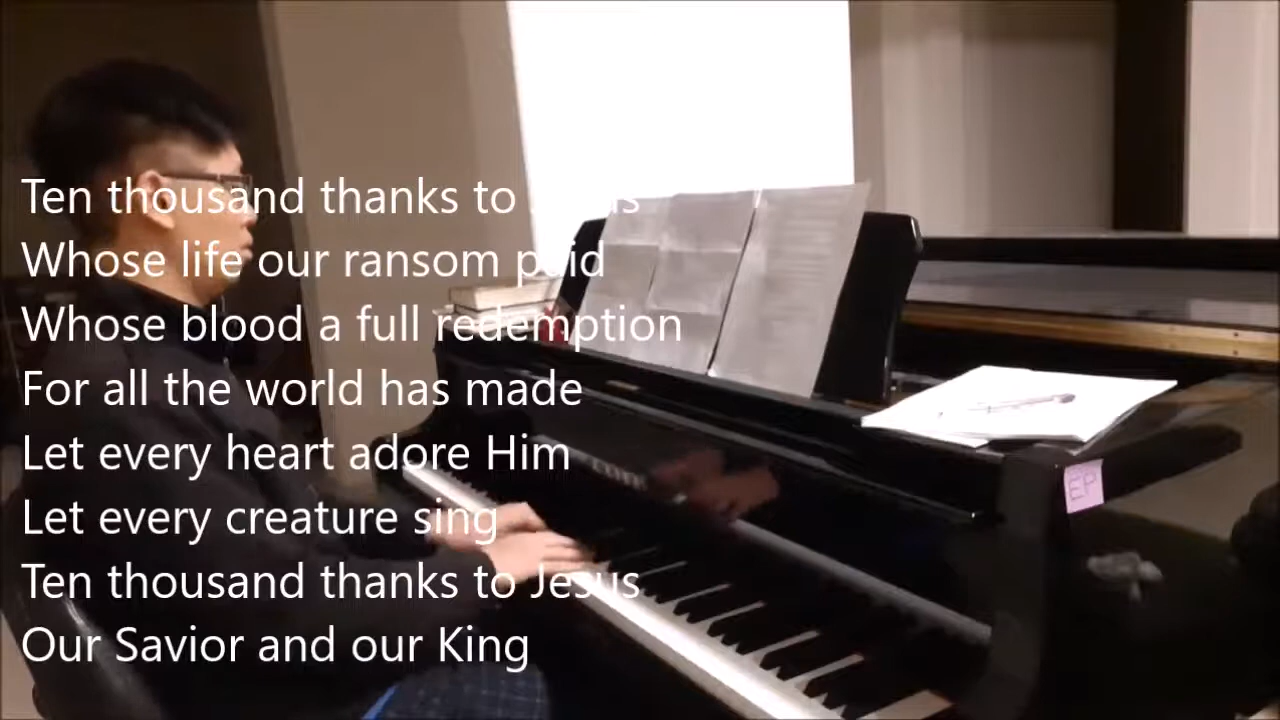 Ten thousand thanks to Jesus
Whose life our ransom paid
Whose blood a full redemption
For all the world has made
Let every heart adore Him
Let every creature sing
Ten thousand thanks to Jesus
Our Savior and our King
EP